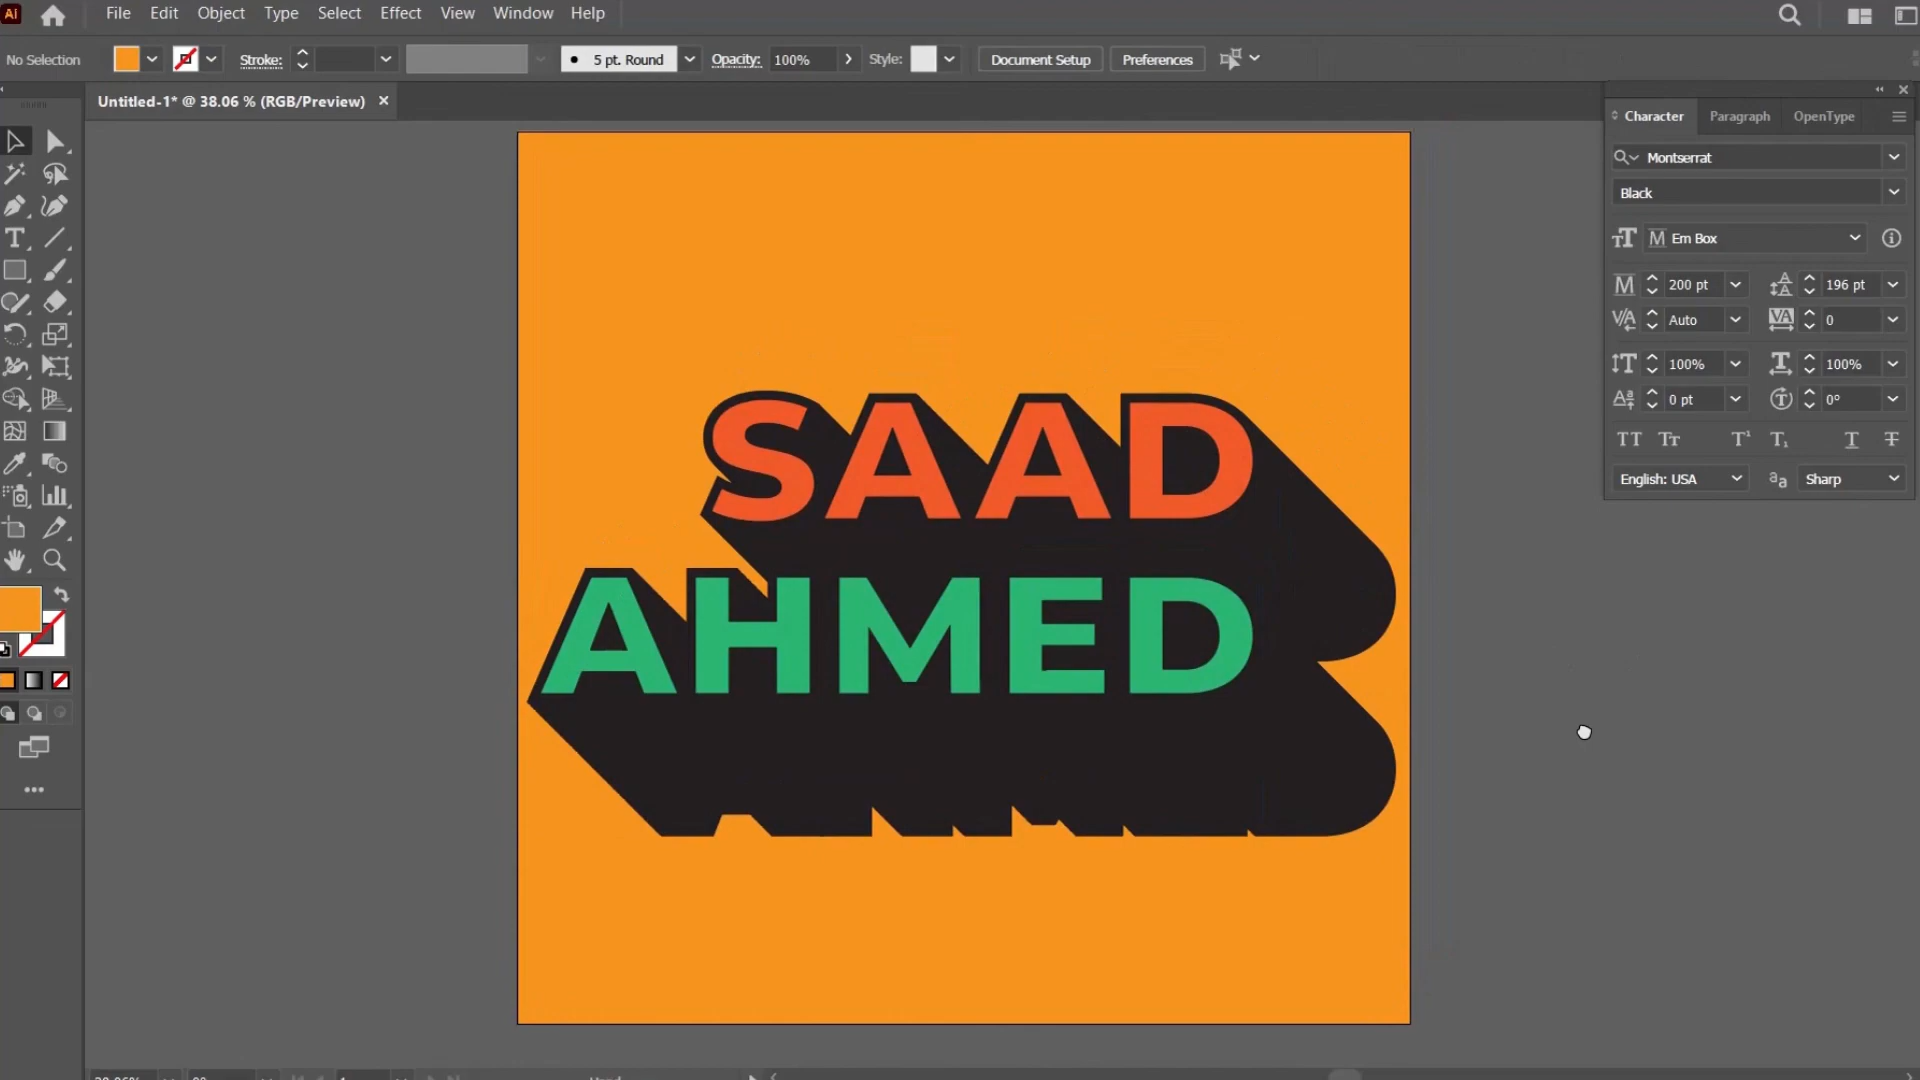 Ai File Edit Object Type Select Effect View Window Help
No Selection Stroke: 5 pt. Round Opacity: 100% Style: Document Setup Preferences
Untitled-1* @ 38.06 % (RGB/Preview)
Character Paragraph OpenType
Montserrat
Black
Em Box
200 pt 196 pt
Auto 0
100% 100%
0 pt 0°
English: USA Sharp
SAAD
AHMED